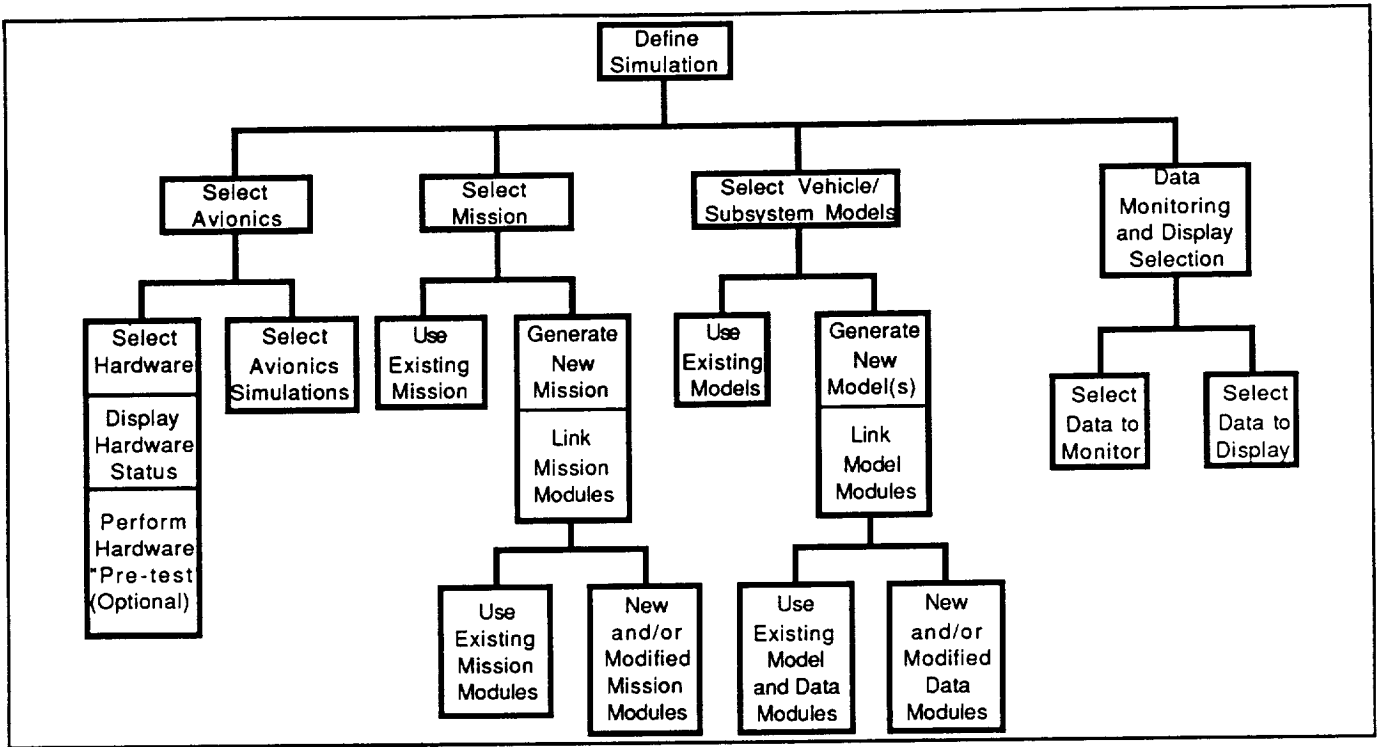 Define
Simulation
Select
Avionics
Select
Mission
Select Vehicle/
Subsystem Models
Data
Monitoring
and Display
Selection
Select
Hardware
Display
Hardware
Status
Perform
Hardware
"Pre-test
(Optional)
Select
Avionics
Simulations
Use
Existing
Mission
Generate
New
Mission
Link
Mission
Modules
Use
Existing
Models
Generate
New
Model(s)
Link
Model
Modules
Select
Data to
Monitor
Select
Data to
Display
Use
Existing
Mission
Modules
New
and/or
Modified
Mission
Modules
Use
Existing
Model
and Data
Modules
New
and/or
Modified
Data
Modules